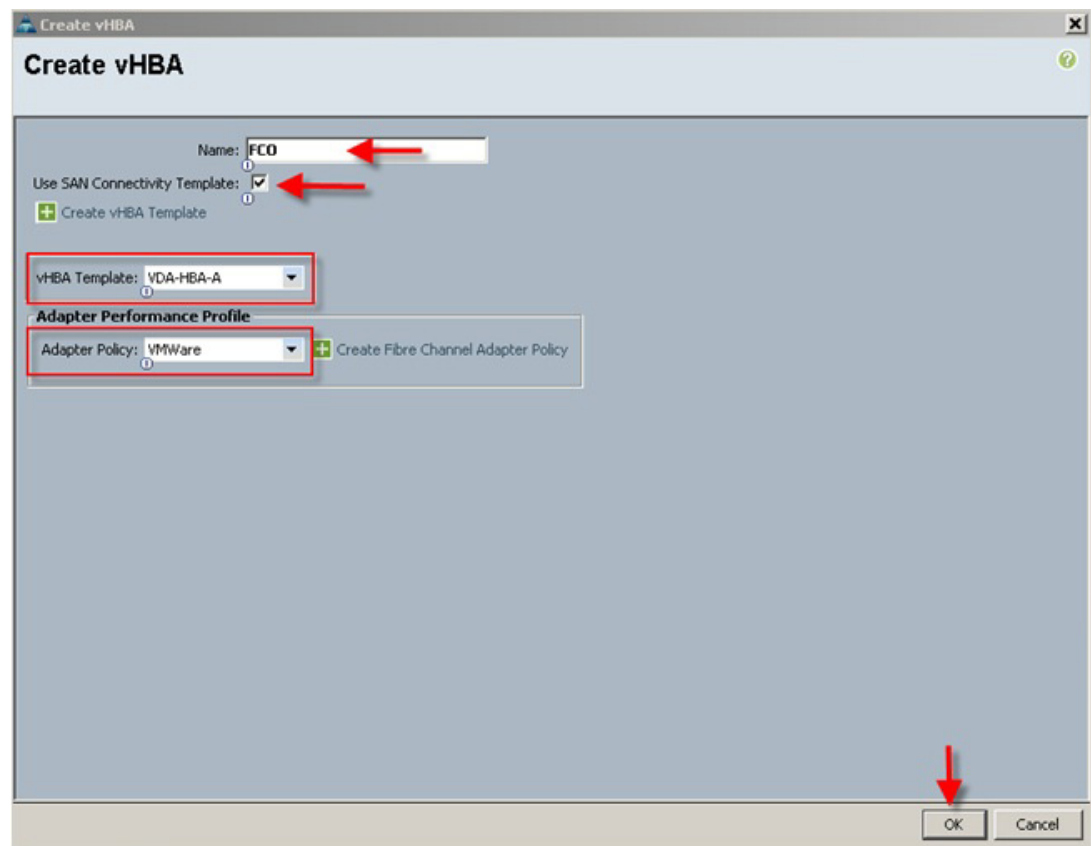 Create vHBA
Create vHBA
Name: FC0
Use SAN Connectivity Template:
Create vHBA Template
vHBA Template: VDA-HBA-A
Adapter Performance Profile
Adapter Policy: VMWare Create Fibre Channel Adapter Policy
OK Cancel